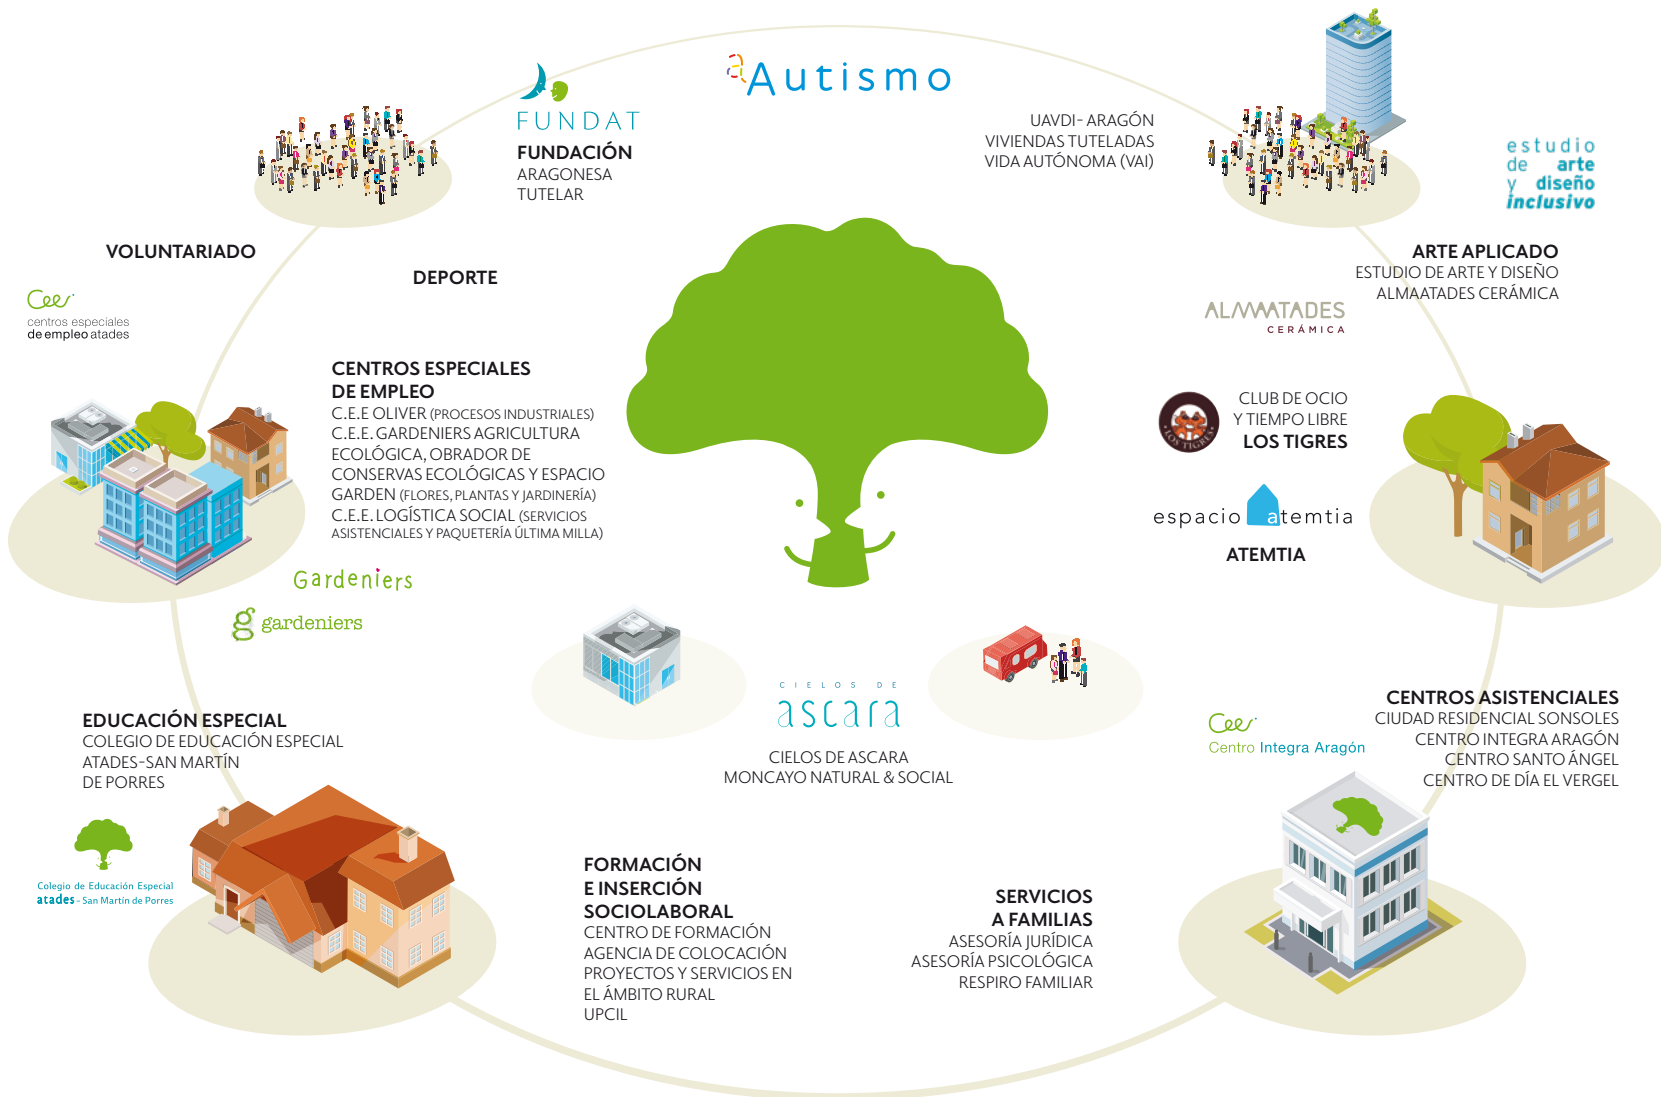 aAutismo
FUNDAT
FUNDACIÓN
ARAGONESA
TUTELAR
UAVDI- ARAGÓN
VIVIENDAS TUTELADAS
VIDA AUTÓNOMA (VAI)
estudio
de arte
y diseño
inclusivo
VOLUNTARIADO
DEPORTE
ARTE APLICADO
ESTUDIO DE ARTE Y DISEÑO
ALMAATADES CERÁMICA
Cee
centros especiales
de empleo atades
ALMAATADES
CERÁMICA
CENTROS ESPECIALES
DE EMPLEO
C.E.E OLIVER (PROCESOS INDUSTRIALES)
C.E.E. GARDENIERS AGRICULTURA
ECOLÓGICA, OBRADOR DE
CONSERVAS ECOLÓGICAS Y ESPACIO
GARDEN (FLORES, PLANTAS Y JARDINERÍA)
C.E.E. LOGÍSTICA SOCIAL (SERVICIOS
ASISTENCIALES Y PAQUETERÍA ÚLTIMA MILLA)
LOS TIGRES
CLUB DE OCIO
Y TIEMPO LIBRE
LOS TIGRES
espacio atemtia
ATEMTIA
Gardeniers
g gardeniers
CIELOS DE
ascara
CIELOS DE ASCARA
MONCAYO NATURAL & SOCIAL
EDUCACIÓN ESPECIAL
COLEGIO DE EDUCACIÓN ESPECIAL
ATADES-SAN MARTÍN
DE PORRES
Colegio de Educación Especial
atades - San Martín de Porres
Cee
Centro Integra Aragón
CENTROS ASISTENCIALES
CIUDAD RESIDENCIAL SONSOLES
CENTRO INTEGRA ARAGÓN
CENTRO SANTO ÁNGEL
CENTRO DE DÍA EL VERGEL
FORMACIÓN
E INSERCIÓN
SOCIOLABORAL
CENTRO DE FORMACIÓN
AGENCIA DE COLOCACIÓN
PROYECTOS Y SERVICIOS EN
EL ÁMBITO RURAL
UPCIL
SERVICIOS
A FAMILIAS
ASESORÍA JURÍDICA
ASESORÍA PSICOLÓGICA
RESPIRO FAMILIAR